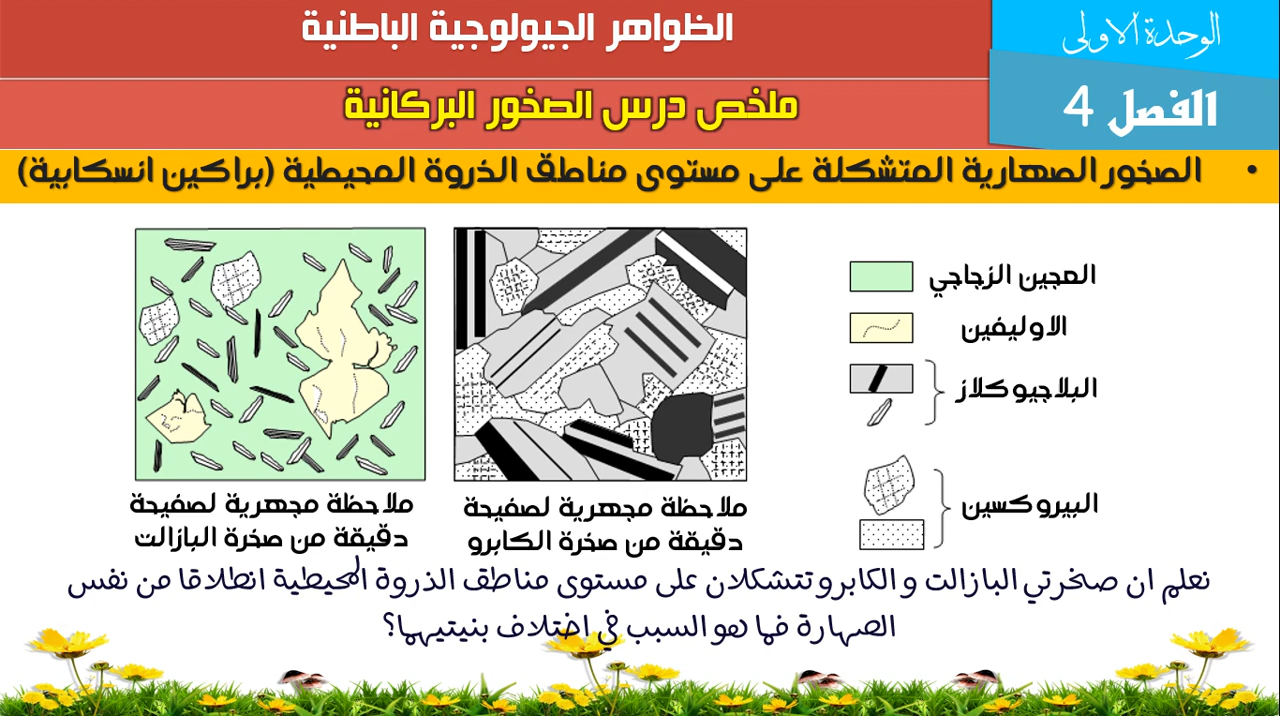 الوحدة الاولى
الظواهر الجيولوجية الباطنية
الفصل 4
ملخص درس الصخور البركانية
• الصخور الصهارية المتشكلة على مستوى مناطق الذروة المحيطية (براكين انسكابية)
العجين الزجاجي
الاوليفين
البلاجيوكلاز
البيروكسين
ملاحظة مجهرية لصفيحة
دقيقة من صخرة الكابرو
ملاحظة مجهرية لصفيحة
دقيقة من صخرة البازالت
نعلم ان صخرتي البازالت و الكابرو تتشكلان على مستوى مناطق الذروة المحيطية انطلاقا من نفس
الصهارة فما هو السبب في اختلاف بنيتيهما؟